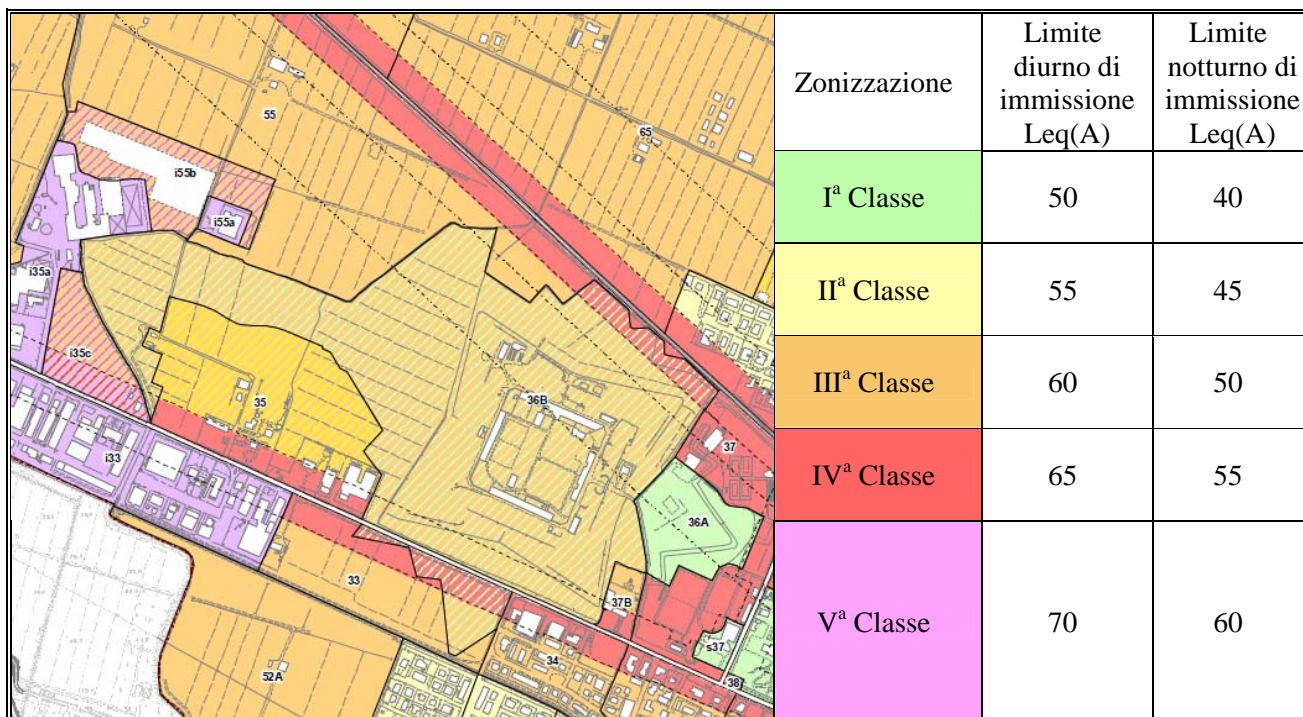 55
65
i55b
i55a
i35a
i35c
35
36B
37
i33
36A
33
37B
s37
34
38
52A
Zonizzazione
Limite
diurno di
immissione
Leq(A)
Limite
notturno di
immissione
Leq(A)
Iª Classe
50
40
IIª Classe
55
45
IIIª Classe
60
50
IVª Classe
65
55
Vª Classe
70
60